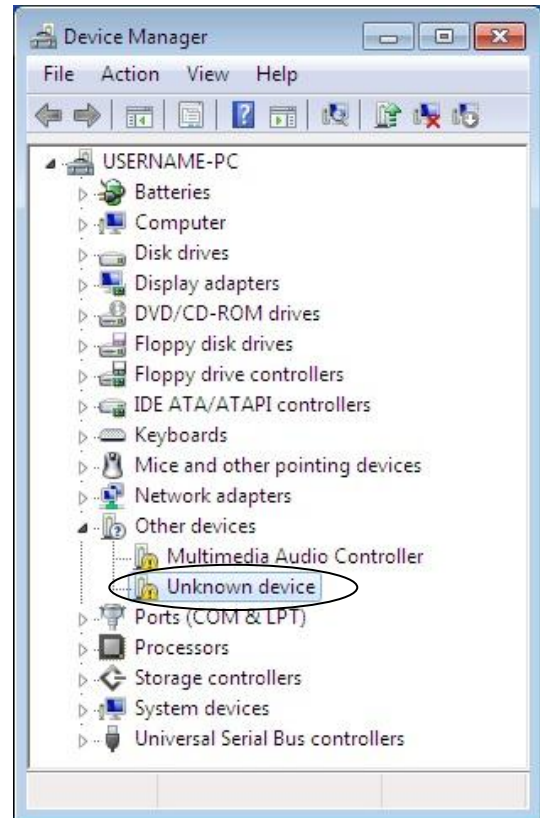 Device Manager
File Action View Help
USERNAME-PC
Batteries
Computer
Disk drives
Display adapters
DVD/CD-ROM drives
Floppy disk drives
Floppy drive controllers
IDE ATA/ATAPI controllers
Keyboards
Mice and other pointing devices
Network adapters
Other devices
Multimedia Audio Controller
Unknown device
Ports (COM & LPT)
Processors
Storage controllers
System devices
Universal Serial Bus controllers